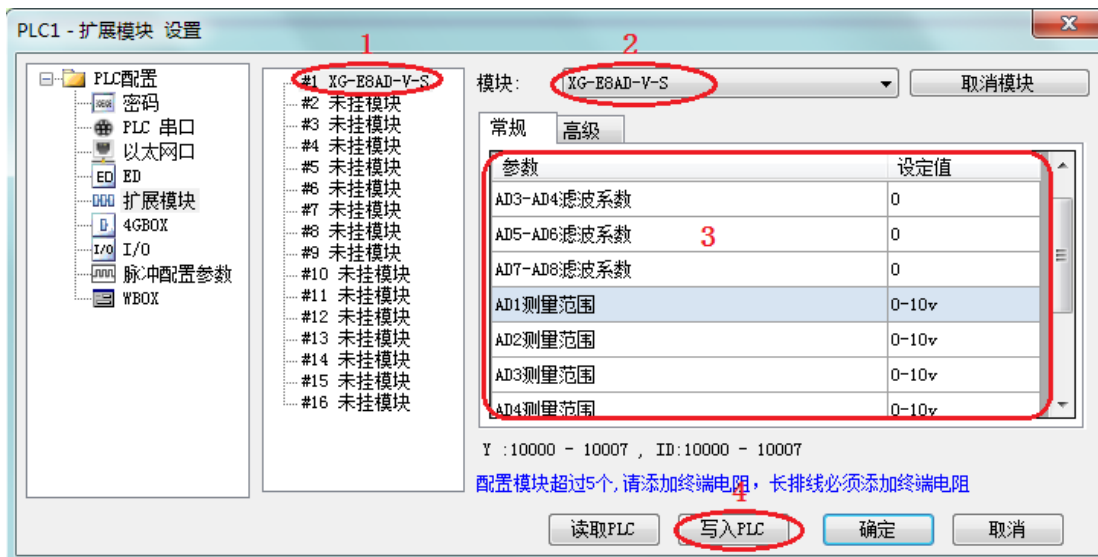 PLC1 - 扩展模块 设置
1
2
PLC配置
密码
PLC 串口
以太网口
ED ED
扩展模块
4GBOX
I/O I/O
脉冲配置参数
WBOX
#1 XG-E8AD-V-S
#2 未挂模块
#3 未挂模块
#4 未挂模块
#5 未挂模块
#6 未挂模块
#7 未挂模块
#8 未挂模块
#9 未挂模块
#10 未挂模块
#11 未挂模块
#12 未挂模块
#13 未挂模块
#14 未挂模块
#15 未挂模块
#16 未挂模块
模块: XG-E8AD-V-S 取消模块
常规 高级
参数 设定值
AD3-AD4滤波系数 0
AD5-AD6滤波系数 3 0
AD7-AD8滤波系数 0
AD1测量范围 0-10v
AD2测量范围 0-10v
AD3测量范围 0-10v
AD4测量范围 0-10v
Y :10000 - 10007 , ID:10000 - 10007
配置模块超过5个,请添加终端电阻，长排线必须添加终端电阻
4
读取PLC 写入PLC 确定 取消